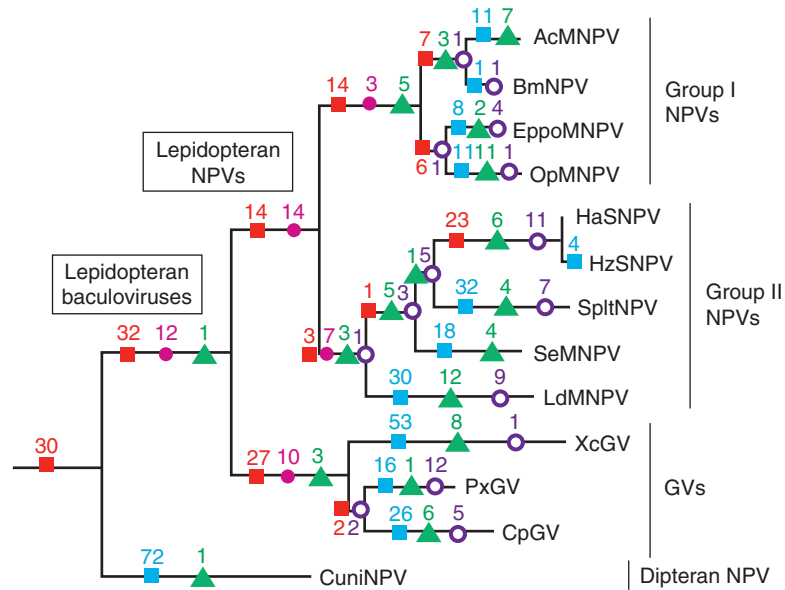 11 7
7 3 1 AcMNPV
14 3 5 1 1 BmNPV
Group I
NPVs
8 2 4 EppoMNPV
Lepidopteran
NPVs
6 1 11 11 1 OpMNPV
14 14
23 6 11 HaSNPV
4 HzSNPV
Lepidopteran
baculoviruses
1 5
1 5 3 32 4 7 SpltNPV
Group II
NPVs
32 12 1
3 7 3 1 18 4 SeMNPV
30 12 9 LdMNPV
53 8 1 XcGV
30
27 10 3 16 1 12 PxGV
GVs
2 2 26 6 5 CpGV
72 1 CuniNPV
Dipteran NPV